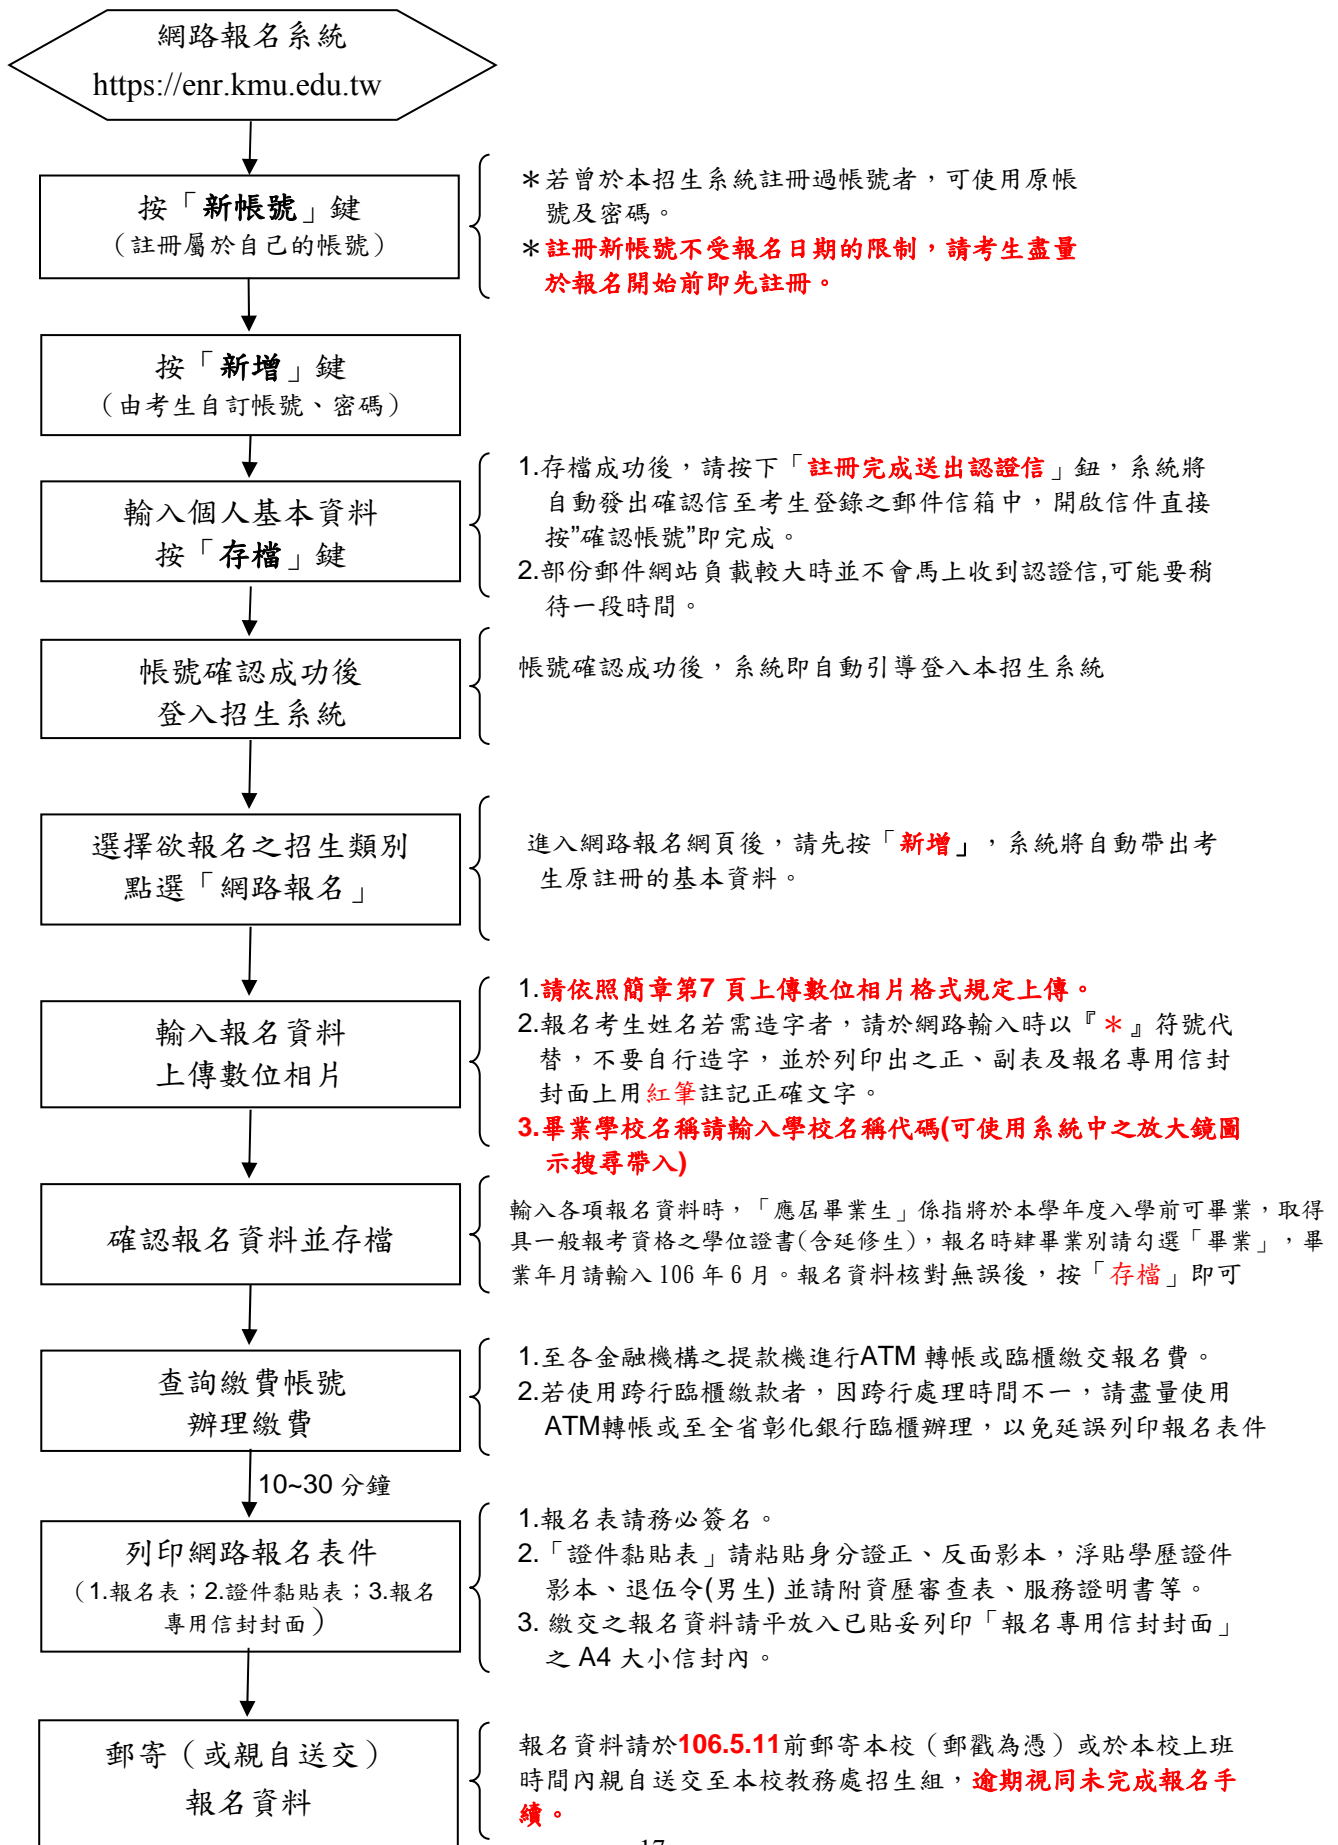 網路報名系統
https://enr.kmu.edu.tw
按「新帳號」鍵
（註冊屬於自己的帳號）
＊若曾於本招生系統註冊過帳號者，可使用原帳
號及密碼。
＊註冊新帳號不受報名日期的限制，請考生盡量
於報名開始前即先註冊。
按「新增」鍵
（由考生自訂帳號、密碼）
輸入個人基本資料
按「存檔」鍵
1.存檔成功後，請按下「註冊完成送出認證信」鈕，系統將
自動發出確認信至考生登錄之郵件信箱中，開啟信件直接
按”確認帳號”即完成。
2.部份郵件網站負載較大時並不會馬上收到認證信,可能要稍
待一段時間。
帳號確認成功後
登入招生系統
帳號確認成功後，系統即自動引導登入本招生系統
選擇欲報名之招生類別
點選「網路報名」
進入網路報名網頁後，請先按「新增」，系統將自動帶出考
生原註冊的基本資料。
輸入報名資料
上傳數位相片
1.請依照簡章第7 頁上傳數位相片格式規定上傳。
2.報名考生姓名若需造字者，請於網路輸入時以『＊』符號代
替，不要自行造字，並於列印出之正、副表及報名專用信封
封面上用紅筆註記正確文字。
3.畢業學校名稱請輸入學校名稱代碼(可使用系統中之放大鏡圖
示搜尋帶入)
確認報名資料並存檔
輸入各項報名資料時，「應屆畢業生」係指將於本學年度入學前可畢業，取得
具一般報考資格之學位證書(含延修生)，報名時肄畢業別請勾選「畢業」，畢
業年月請輸入 106 年 6 月。報名資料核對無誤後，按「存檔」即可
查詢繳費帳號
辦理繳費
1.至各金融機構之提款機進行ATM 轉帳或臨櫃繳交報名費。
2.若使用跨行臨櫃繳款者，因跨行處理時間不一，請盡量使用
ATM轉帳或至全省彰化銀行臨櫃辦理，以免延誤列印報名表件
10~30 分鐘
列印網路報名表件
（1.報名表；2.證件黏貼表；3.報名
專用信封封面）
1.報名表請務必簽名。
2.「證件黏貼表」請粘貼身分證正、反面影本，浮貼學歷證件
影本、退伍令(男生) 並請附資歷審查表、服務證明書等。
3. 繳交之報名資料請平放入已貼妥列印「報名專用信封封面」
之 A4 大小信封內。
郵寄（或親自送交）
報名資料
報名資料請於106.5.11前郵寄本校（郵戳為憑）或於本校上班
時間內親自送交至本校教務處招生組，逾期視同未完成報名手
續。
17